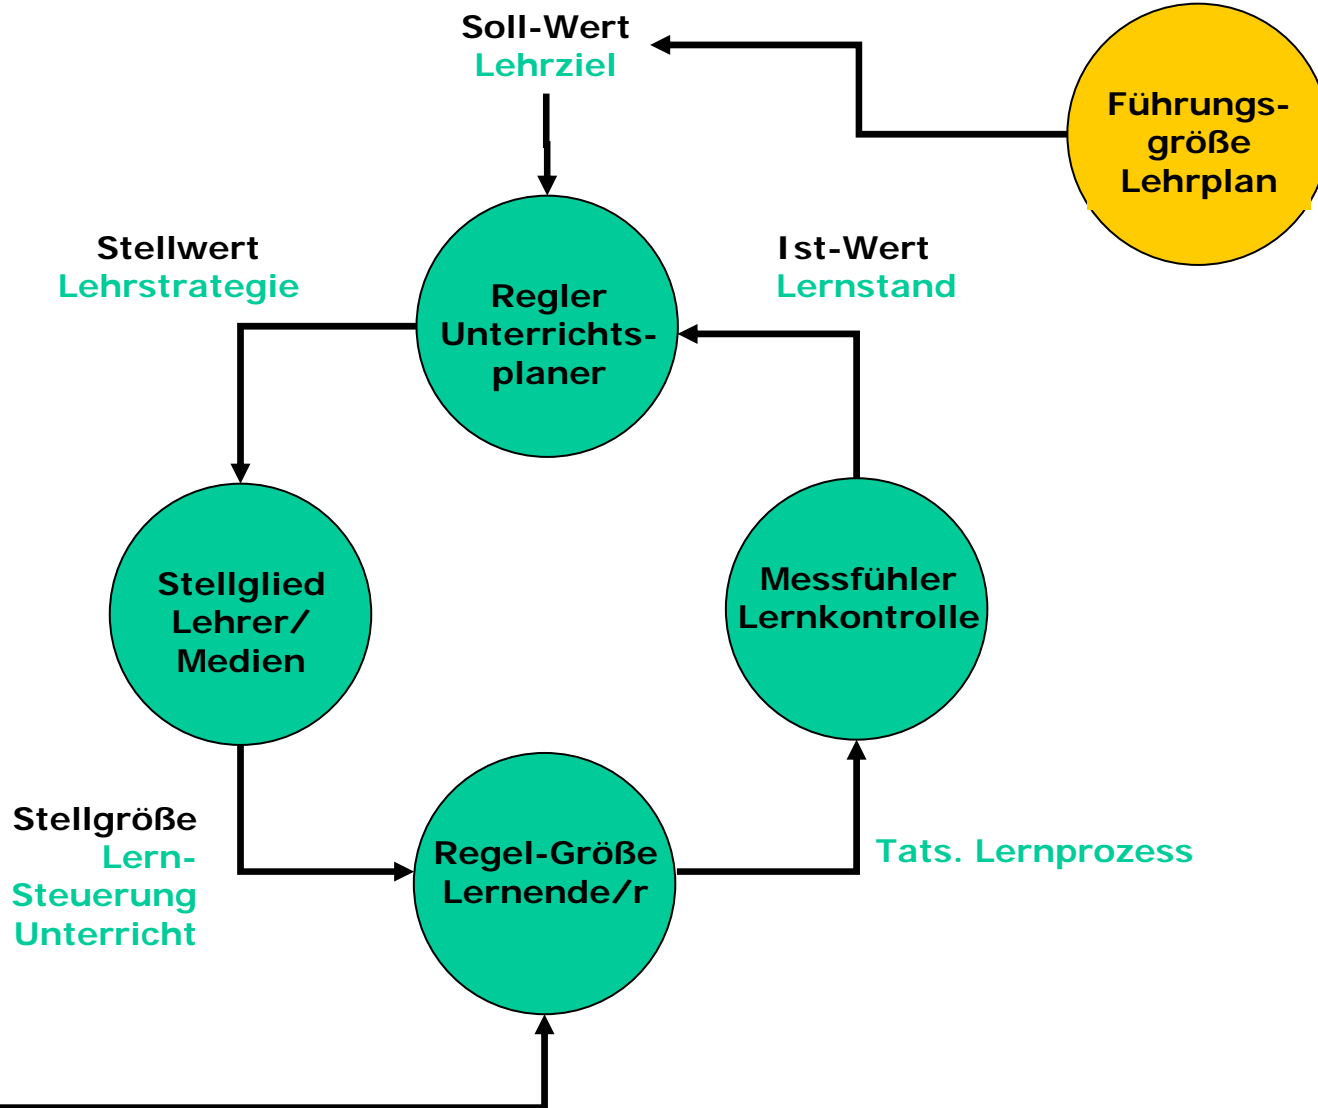 Soll-Wert
Lehrziel
Führungs-
größe
Lehrplan
Stellwert
Lehrstrategie
Ist-Wert
Lernstand
Regler
Unterrichts-
planer
Stellglied
Lehrer/
Medien
Messfühler
Lernkontrolle
Stellgröße
Lern-
Steuerung
Unterricht
Regel-Größe
Lernende/r
Tats. Lernprozess